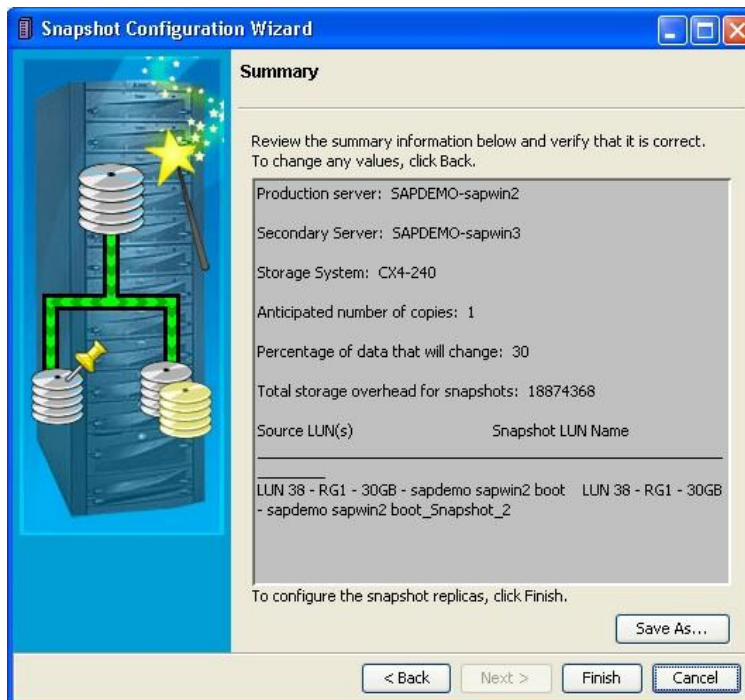 Snapshot Configuration Wizard
Summary
Review the summary information below and verify that it is correct.
To change any values, click Back.
Production server: SAPDEMO-sapwin2
Secondary Server: SAPDEMO-sapwin3
Storage System: CX4-240
Anticipated number of copies: 1
Percentage of data that will change: 30
Total storage overhead for snapshots: 18874368
Source LUN(s) Snapshot LUN Name
LUN 38 - RG1 - 30GB - sapdemo sapwin2 boot LUN 38 - RG1 - 30GB
- sapdemo sapwin2 boot_Snapshot_2
To configure the snapshot replicas, click Finish.
Save As...
< Back Next > Finish Cancel